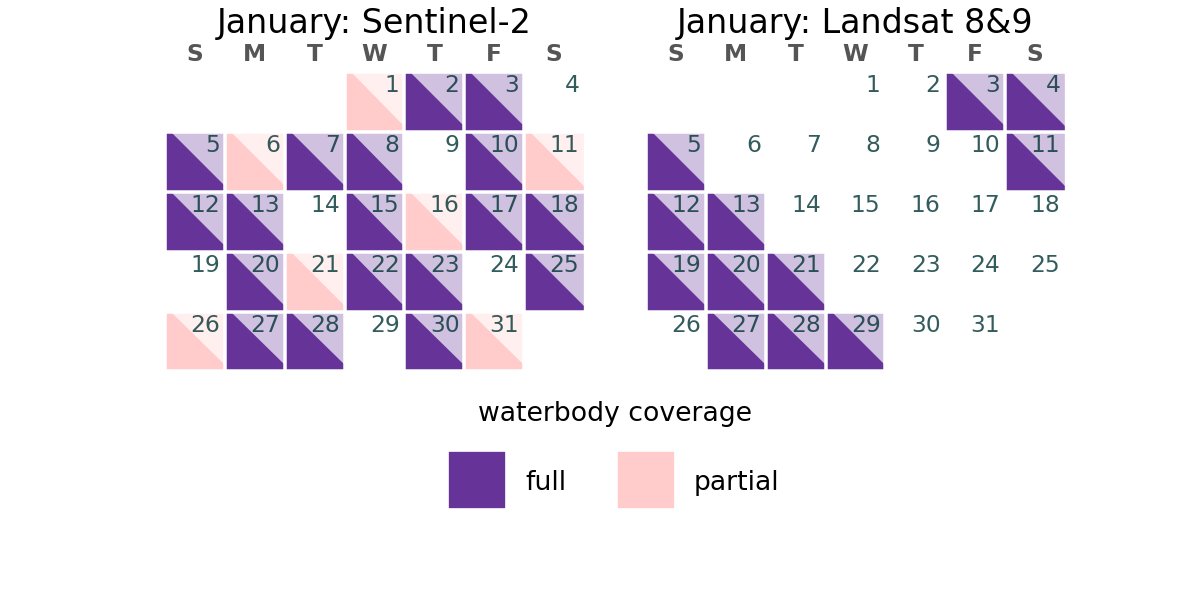 January: Sentinel-2
S M T W T F S
1 2 3 4
5 6 7 8 9 10 11
12 13 14 15 16 17 18
19 20 21 22 23 24 25
26 27 28 29 30 31
January: Landsat 8&9
S M T W T F S
1 2 3 4
5 6 7 8 9 10 11
12 13 14 15 16 17 18
19 20 21 22 23 24 25
26 27 28 29 30 31
waterbody coverage
full partial